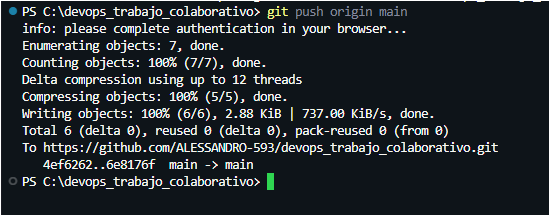 PS C:\devops_trabajo_colaborativo> git push origin main
info: please complete authentication in your browser...
Enumerating objects: 7, done.
Counting objects: 100% (7/7), done.
Delta compression using up to 12 threads
Compressing objects: 100% (5/5), done.
Writing objects: 100% (6/6), 2.88 KiB | 737.00 KiB/s, done.
Total 6 (delta 0), reused 0 (delta 0), pack-reused 0 (from 0)
To https://github.com/ALESSANDRO-593/devops_trabajo_colaborativo.git
   4ef6262..6e8176f  main -> main
PS C:\devops_trabajo_colaborativo>